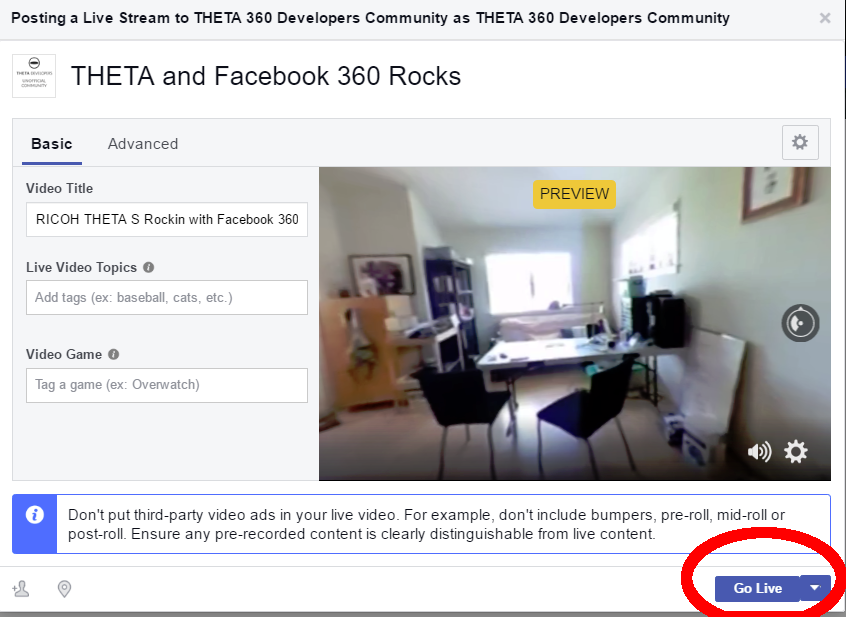 Posting a Live Stream to THETA 360 Developers Community as THETA 360 Developers Community
THETA DEVELOPERS
UNOFFICIAL
COMMUNITY
THETA and Facebook 360 Rocks
Basic
Advanced
Video Title
RICOH THETA S Rockin with Facebook 360
PREVIEW
Live Video Topics
Add tags (ex: baseball, cats, etc.)
Video Game
Tag a game (ex: Overwatch)
Don't put third-party video ads in your live video. For example, don't include bumpers, pre-roll, mid-roll or
post-roll. Ensure any pre-recorded content is clearly distinguishable from live content.
Go Live